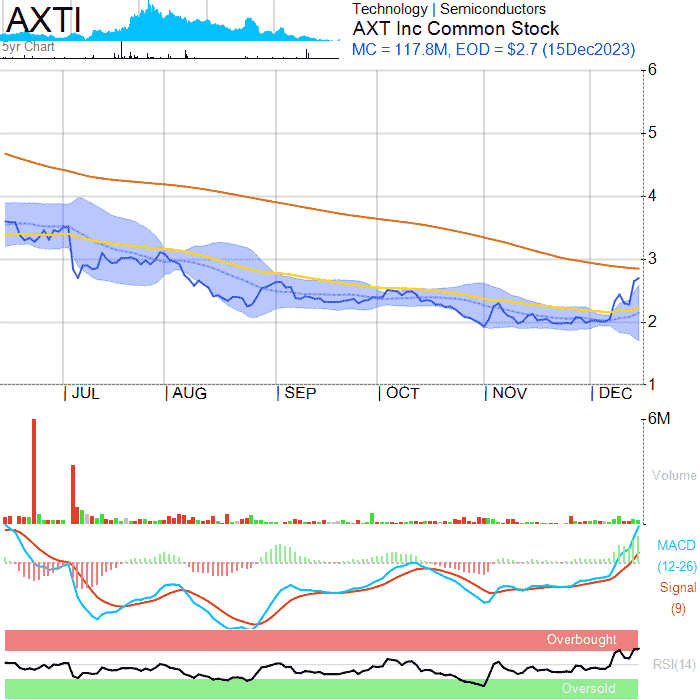 AXTI
5yr Chart
Technology | Semiconductors
AXT Inc Common Stock
MC = 117.8M, EOD = $2.7 (15Dec2023)
6
5
4
3
2
1
JUL
AUG
SEP
OCT
NOV
DEC
6M
Volume
MACD
(12-26)
Signal
(9)
Overbought
RSI(14)
Oversold